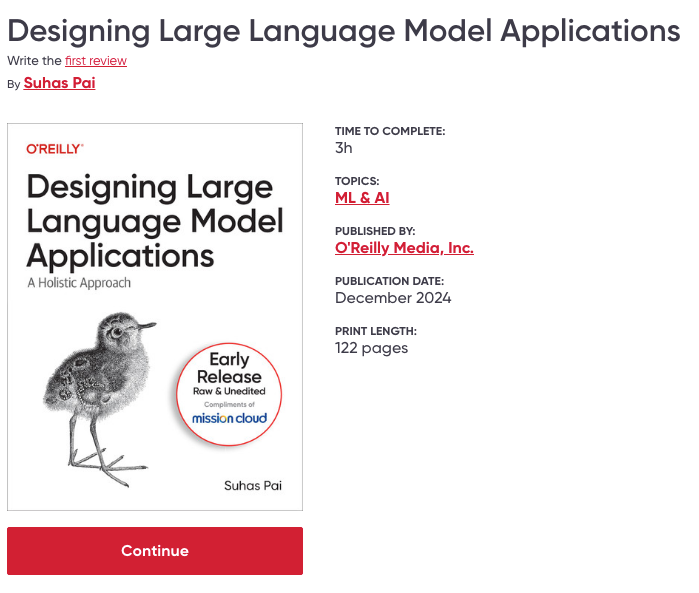 Designing Large Language Model Applications
Write the first review
By Suhas Pai
O'REILLY®
Designing Large
Language Model
Applications
A Holistic Approach
Early
Release
Raw & Unedited
Compliments of
mission cloud
Suhas Pai
Continue
TIME TO COMPLETE:
3h
TOPICS:
ML & AI
PUBLISHED BY:
O'Reilly Media, Inc.
PUBLICATION DATE:
December 2024
PRINT LENGTH:
122 pages